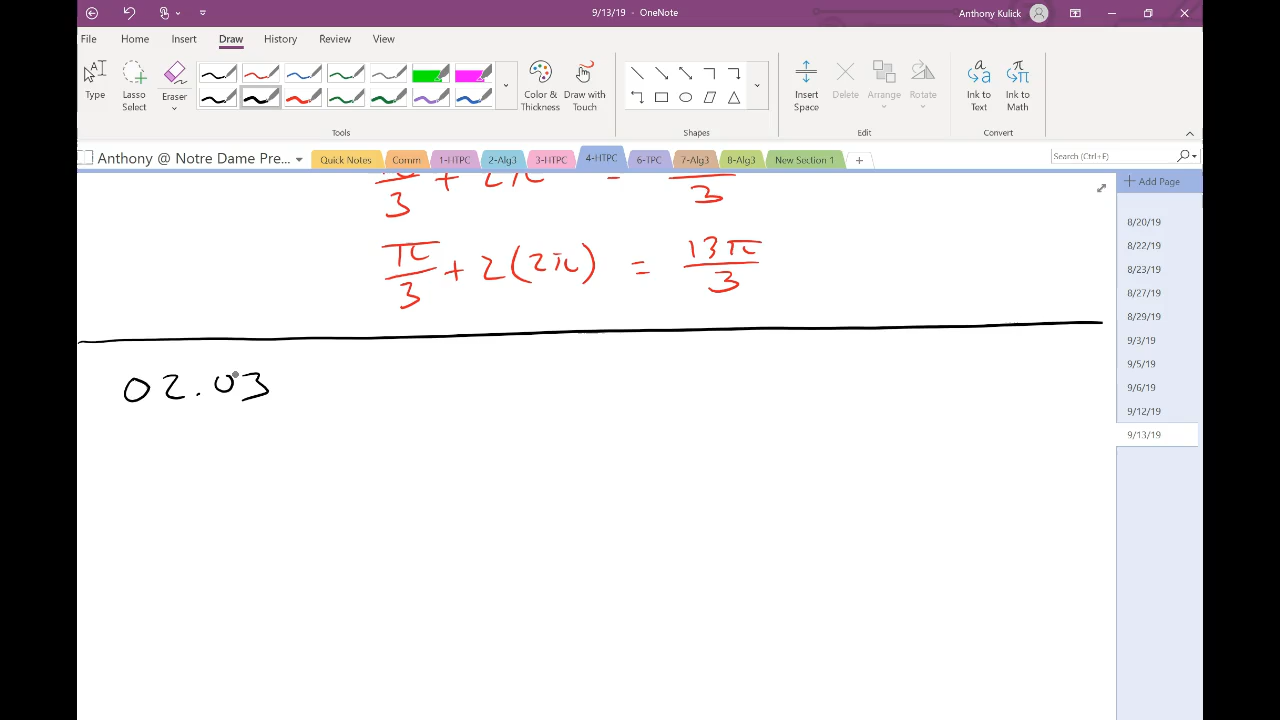 9/13/19 - OneNote
Anthony Kulick
File Home Insert Draw History Review View
Type
Lasso Select
Eraser
Color & Thickness
Draw with Touch
Insert Space
Delete
Arrange
Rotate
Ink to Text
Ink to Math
Tools
Shapes
Edit
Convert
Anthony @ Notre Dame Pre...
Quick Notes Comm 1-HTPC 2-Alg3 3-HTPC 4-HTPC 6-TPC 7-Alg3 8-Alg3 New Section 1 +
Search (Ctrl+F)
Add Page
8/20/19
8/22/19
8/23/19
8/27/19
8/29/19
9/3/19
9/5/19
9/6/19
9/12/19
9/13/19
π/3 + 2(2π) = 13π/3
02.03